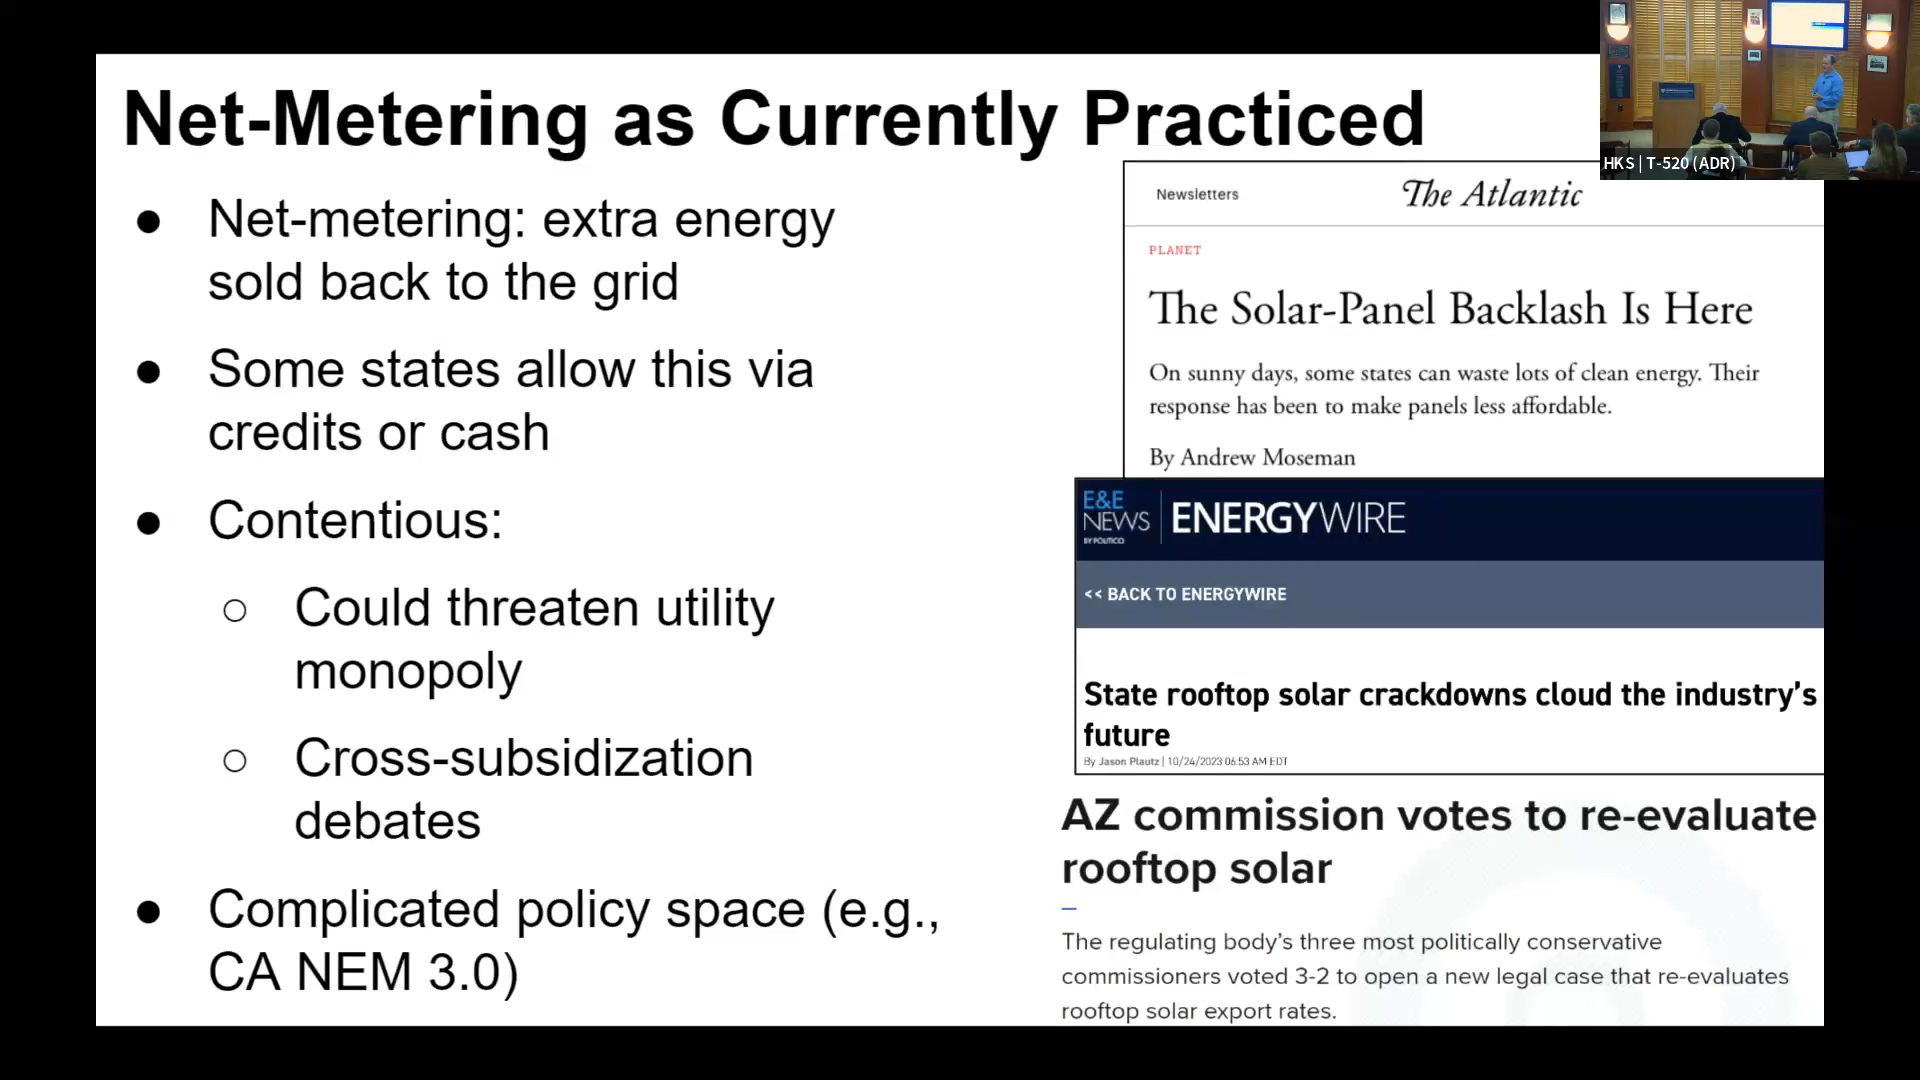 Net-Metering as Currently Practiced
● Net-metering: extra energy
sold back to the grid
● Some states allow this via
credits or cash
● Contentious:
○ Could threaten utility
monopoly
○ Cross-subsidization
debates
● Complicated policy space (e.g.,
CA NEM 3.0)
Newsletters
The Atlantic
PLANET
The Solar-Panel Backlash Is Here
On sunny days, some states can waste lots of clean energy. Their
response has been to make panels less affordable.
By Andrew Moseman
E&E
NEWS
BY POLITICO
ENERGYWIRE
<< BACK TO ENERGYWIRE
State rooftop solar crackdowns cloud the industry’s
future
By Jason Plautz | 10/24/2023 06:53 AM EDT
AZ commission votes to re-evaluate
rooftop solar
The regulating body’s three most politically conservative
commissioners voted 3-2 to open a new legal case that re-evaluates
rooftop solar export rates.
HKS | T-520 (ADR)